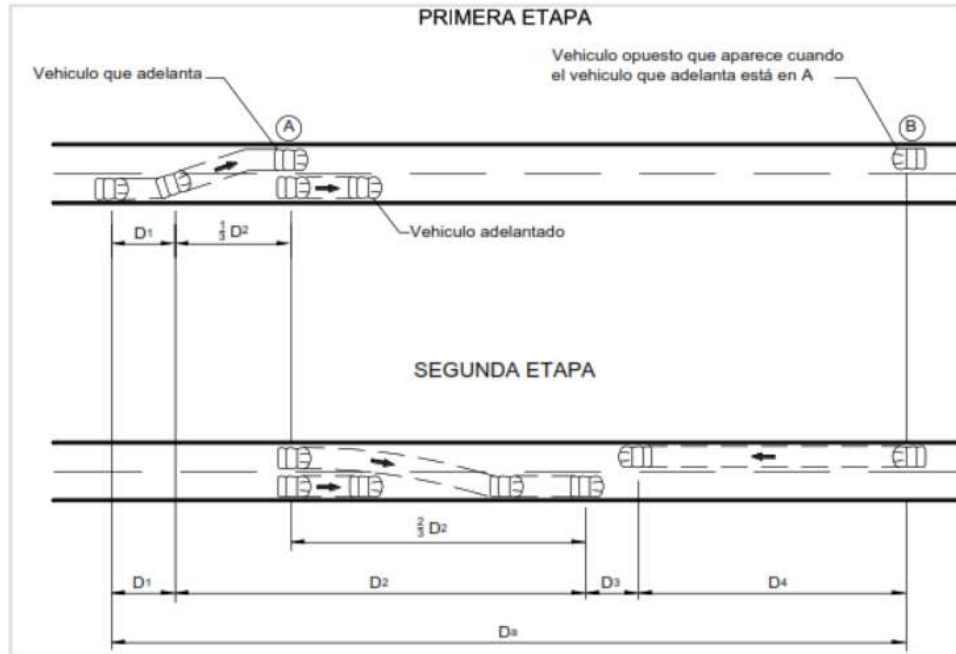 PRIMERA ETAPA
Vehiculo que adelanta
Vehiculo opuesto que aparece cuando
el vehiculo que adelanta está en A
A
B
Vehiculo adelantado
D1
1/3 D2
SEGUNDA ETAPA
2/3 D2
D1
D2
D3
D4
Da